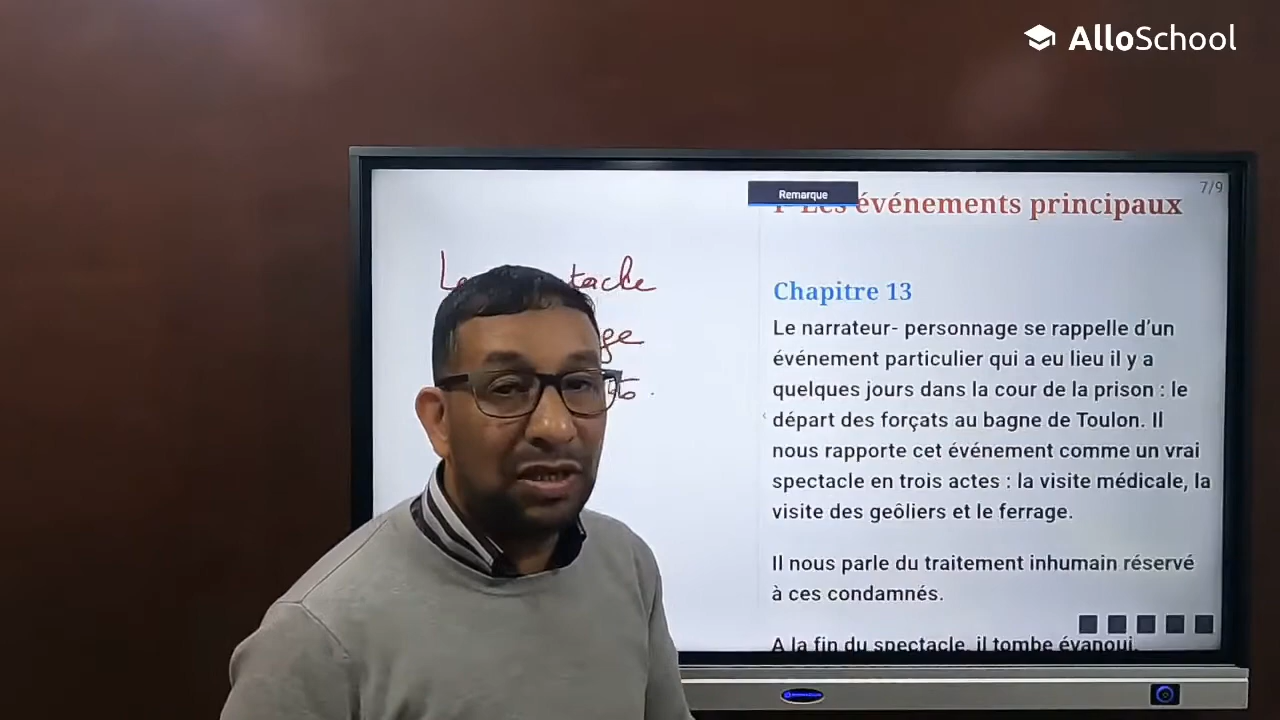 AlloSchool
Remarque
7/9
événements principaux
Chapitre 13
Le narrateur- personnage se rappelle d'un
événement particulier qui a eu lieu il y a
quelques jours dans la cour de la prison : le
départ des forçats au bagne de Toulon. Il
nous rapporte cet événement comme un vrai
spectacle en trois actes : la visite médicale, la
visite des geôliers et le ferrage.
Il nous parle du traitement inhumain réservé
à ces condamnés.
A la fin du spectacle, il tombe évanoui.